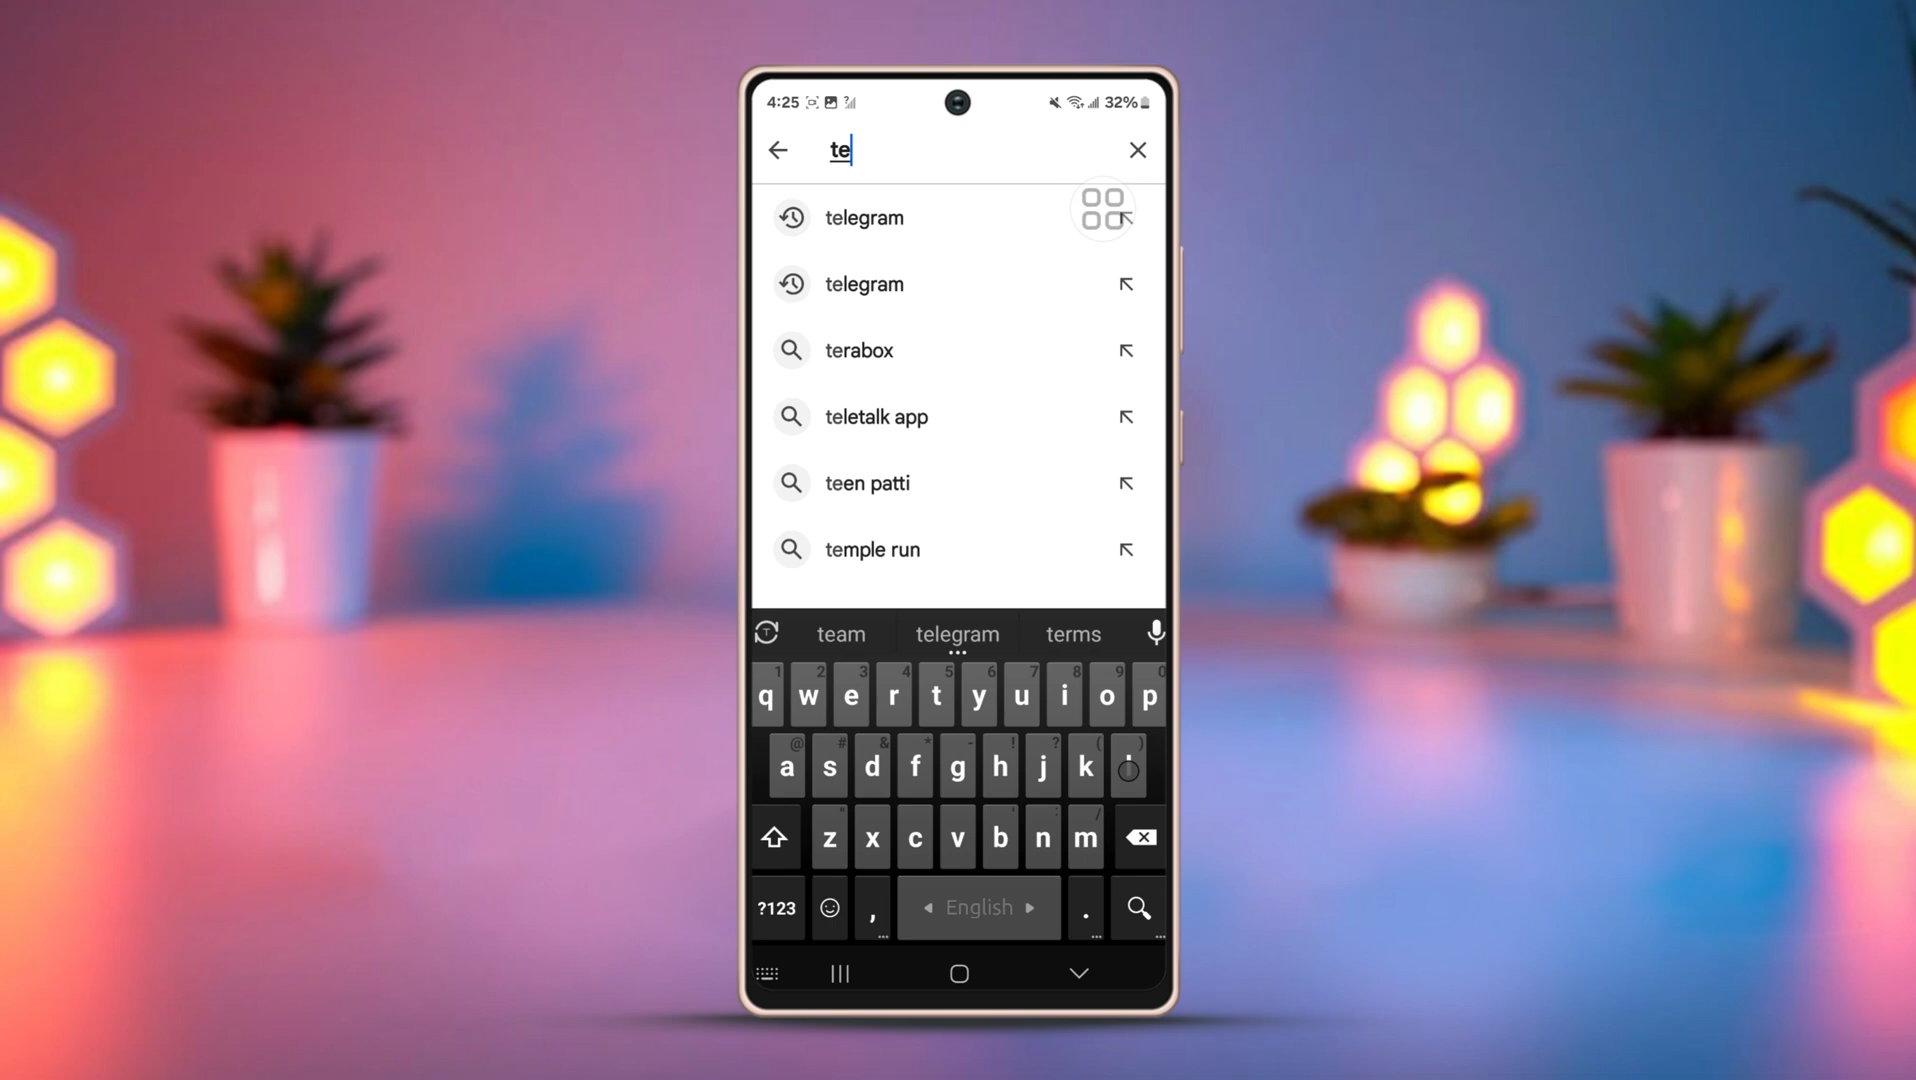 4:25 32%
te
telegram
telegram
terabox
teletalk app
teen patti
temple run
team telegram terms
1 2 3 4 5 6 7 8 9 0
q w e r t y u i o p
@ # & * - ! ? ( )
a s d f g h j k
" ' : /
z x c v b n m
?123 , English .